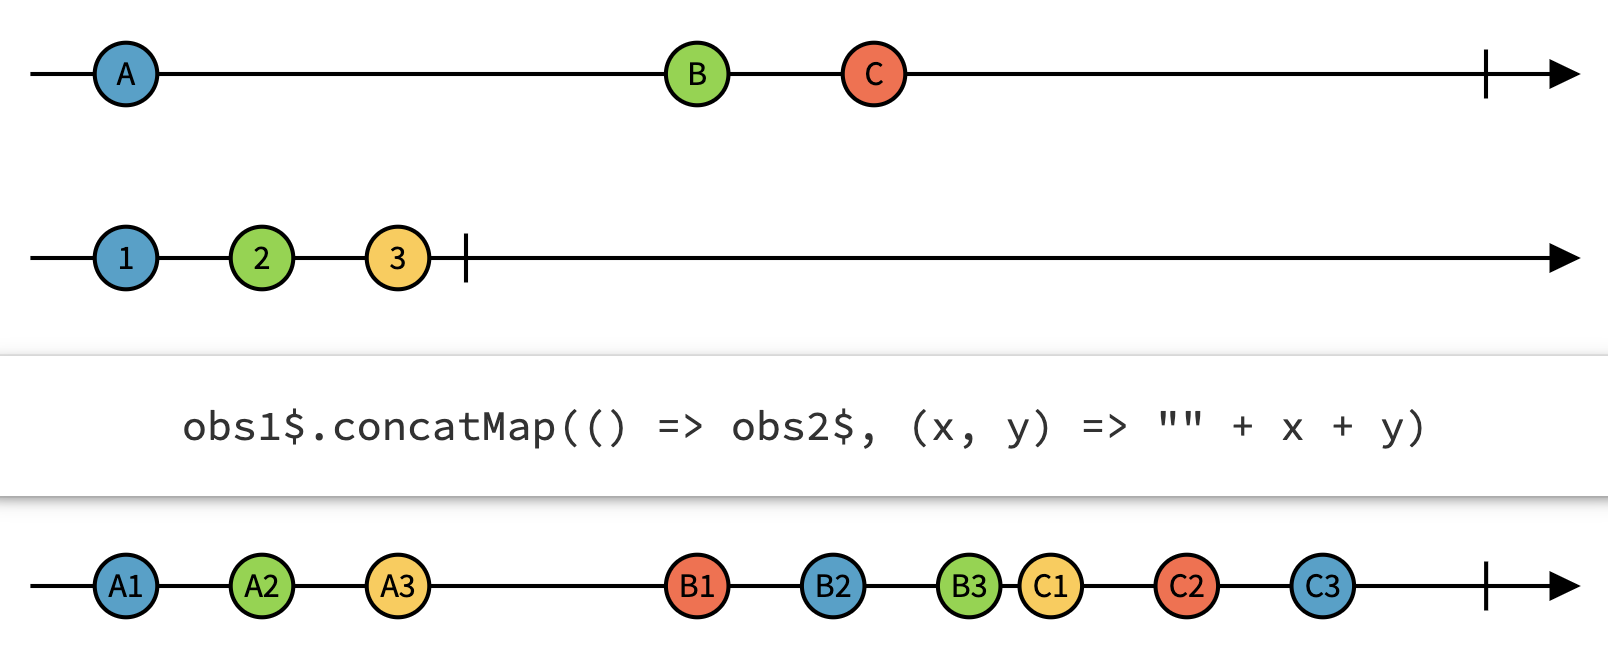 A B C
1 2 3
obs1$.concatMap(() => obs2$, (x, y) => "" + x + y)
A1 A2 A3 B1 B2 B3 C1 C2 C3